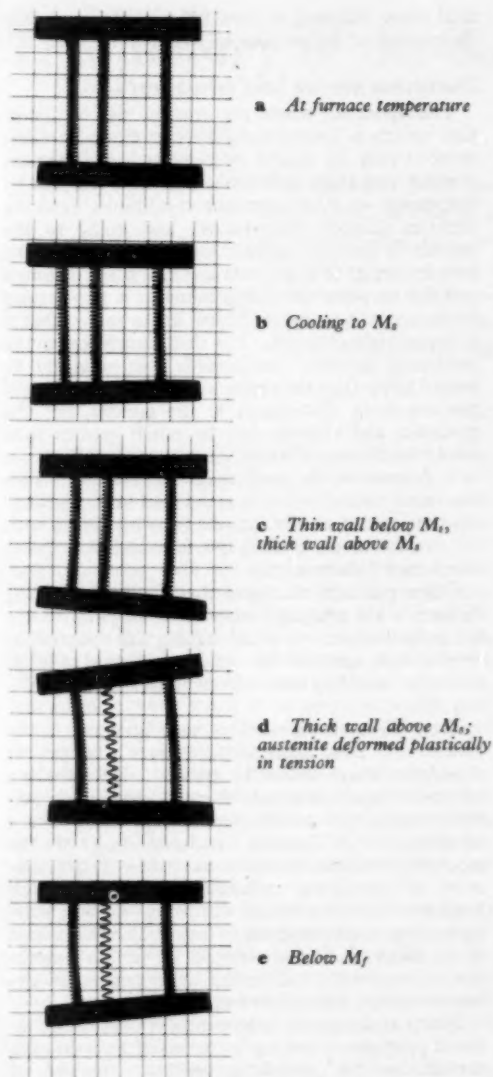 a At furnace temperature
b Cooling to Ms
c Thin wall below Ms,
thick wall above Ms
d Thick wall above Ms;
austenite deformed plastically
in tension
e Below Mf